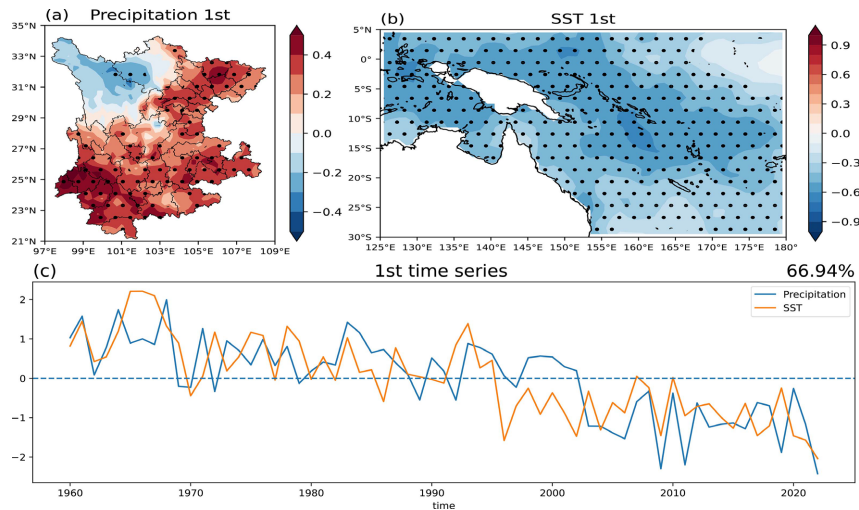 (a) Precipitation 1st
35°N
33°N
31°N
29°N
27°N
25°N
23°N
21°N
97°E 99°E 101°E 103°E 105°E 107°E 109°E
0.4
0.2
0.0
−0.2
−0.4
(b) SST 1st
5°N
0°
5°S
10°S
15°S
20°S
25°S
30°S
125°E 130°E 135°E 140°E 145°E 150°E 155°E 160°E 165°E 170°E 175°E 180°
0.9
0.6
0.3
0.0
−0.3
−0.6
−0.9
(c) 1st time series 66.94%
Precipitation
SST
2
1
0
−1
−2
1960 1970 1980 1990 2000 2010 2020
time